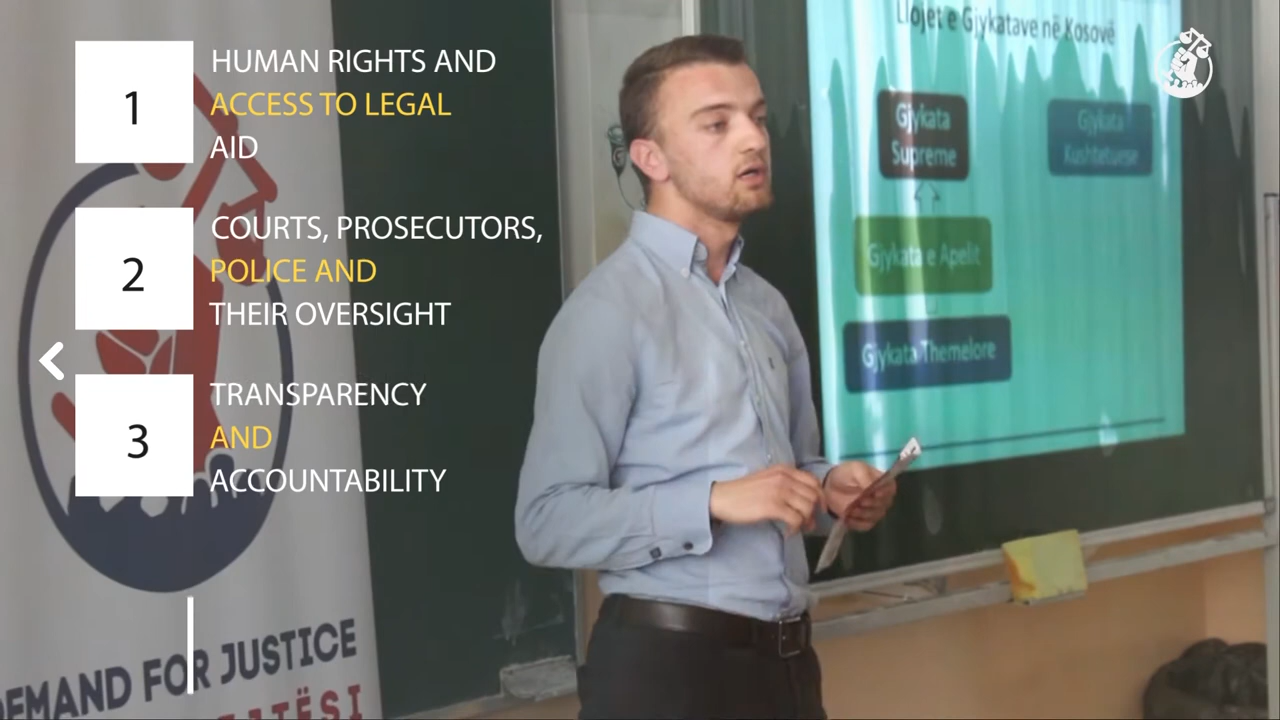 1
HUMAN RIGHTS AND
ACCESS TO LEGAL
AID
2
COURTS, PROSECUTORS,
POLICE AND
THEIR OVERSIGHT
3
TRANSPARENCY
AND
ACCOUNTABILITY
Llojet e Gjykatave në Kosovë
Gjykata
Supreme
Gjykata
Kushtetuese
Gjykata e Apelit
Gjykata Themelore
DEMAND FOR JUSTICE